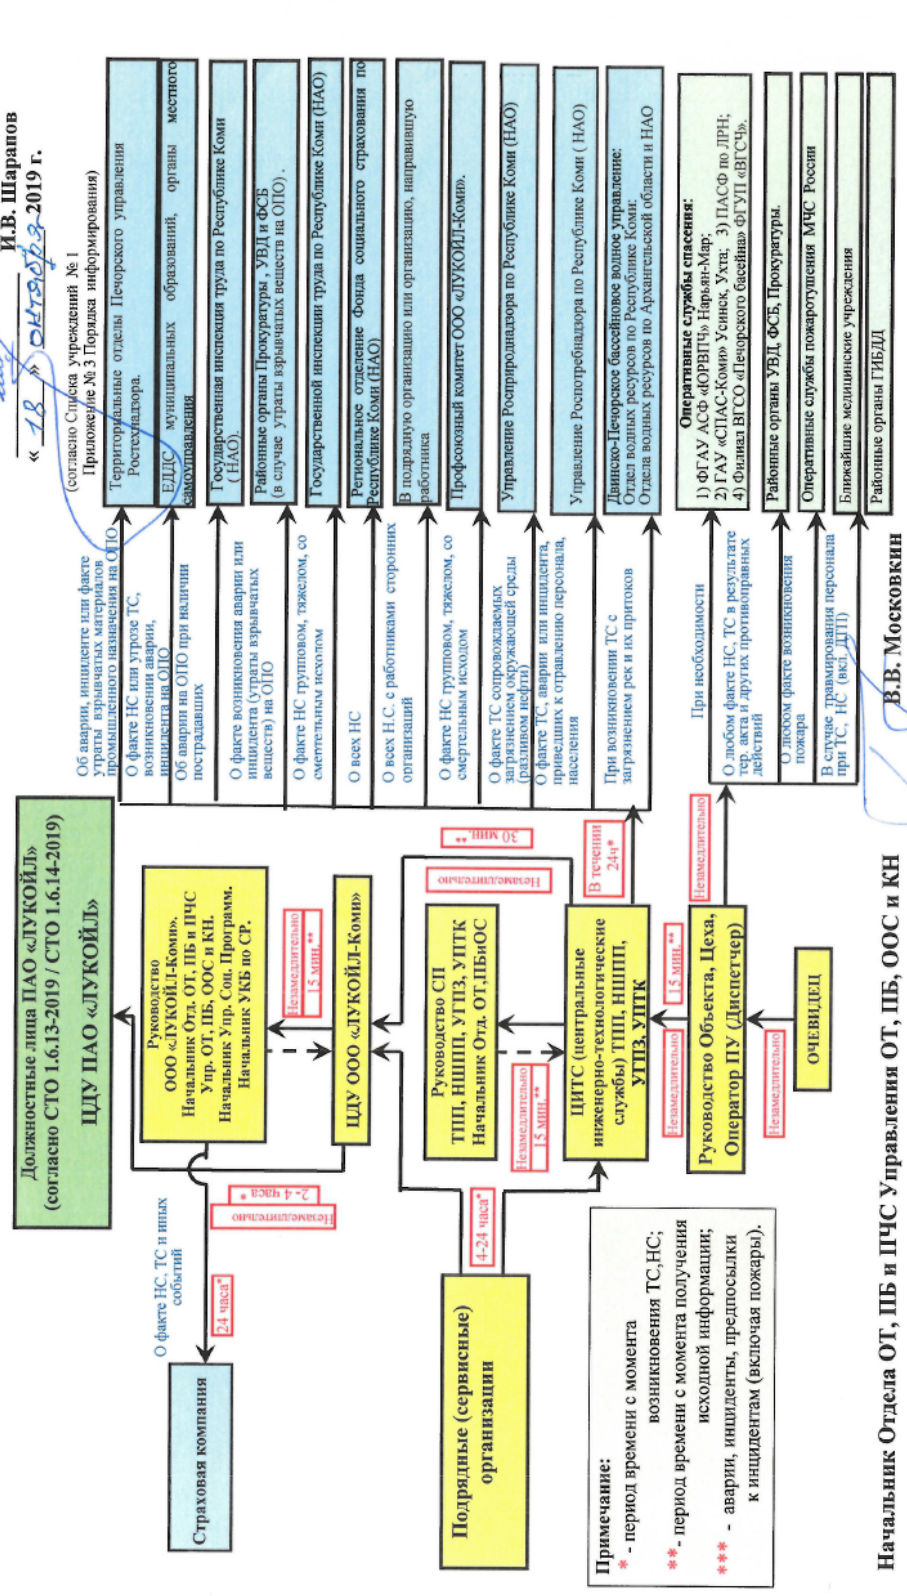 И.В. Шарапов
« 18 » октября 2019 г.
(согласно Списка учреждений № 1
Приложение № 3 Порядка информирования)
Должностные лица ПАО «ЛУКОЙЛ»
(согласно СТО 1.6.13-2019 / СТО 1.6.14-2019)
ЦДУ ПАО «ЛУКОЙЛ»
О факте НС, ТС и иных
событий
24 часа*
Страховая компания
Руководство
ООО «ЛУКОЙЛ-Коми».
Начальник Отд. ОТ, ПБ и ПЧС
Упр. ОТ, ПБ, ООС и КН.
Начальник Упр. Соц. Программ.
Начальник УКБ по СР.
Незамедлительно
2- 4 часа *
Незамедлительно
15 мин.**
ЦДУ ООО «ЛУКОЙЛ-Коми»
30 мин. **
Незамедлительно
Руководство СП
ТПП, НШПП, УГПЗ, УПТК
Начальник Отд. ОТ,ПБиОС
Незамедлительно
15 мин.**
Подрядные (сервисные)
организации
4-24 часа*
ЦИТС (центральные
инженерно-технологические
службы) ТПП, НШПП,
УГПЗ, УПТК
В течении
24ч*
Незамедлительно
15 мин.**
Руководство Объекта, Цеха,
Оператор ПУ (Диспетчер)
Незамедлительно
Незамедлительно
ОЧЕВИДЕЦ
Об аварии, инциденте или факте
утраты взрывчатых материалов
промышленного назначения на ОПО
Территориальные отделы Печорского управления
Ростехнадзора.
О факте НС или угрозе ТС,
возникновении аварии,
инцидента на ОПО
ЕДДС муниципальных образований, органы местного
самоуправления
Об аварии на ОПО при наличии
пострадавших
Государственная инспекция труда по Республике Коми
( НАО).
О факте возникновения аварии или
инцидента (утраты взрывчатых
веществ) на ОПО
Районные органы Прокуратуры , УВД и ФСБ
(в случае утраты взрывчатых веществ на ОПО) .
О факте НС групповом, тяжелом, со
смертельным исходом
Государственной инспекции труда по Республике Коми (НАО)
О всех НС
Региональное отделение Фонда социального страхования по
Республике Коми (НАО)
О всех Н.С. с работниками сторонних
организаций
В подрядную организацию или организацию, направившую
работника
О факте НС групповом, тяжелом, со
смертельным исходом
Профсоюзный комитет ООО «ЛУКОЙЛ-Коми».
О факте ТС сопровождаемых
загрязнением окружающей среды
(разливом нефти)
Управление Росприроднадзора по Республике Коми (НАО)
О факте ТС, аварии или инцидента,
приведших к отравлению персонала,
населения
Управление Роспотребнадзора по Республике Коми ( НАО)
При возникновении ТС с
загрязнением рек и их притоков
Двинско-Печорское бассейновое водное управление:
Отдел водных ресурсов по Республике Коми:
Отдела водных ресурсов по Архангельской области и НАО
При необходимости
Оперативные службы спасения:
1) ФГАУ АСФ «ЮРВПЧ» Нарьян-Мар;
2) ГАУ «СПАС-Коми» Усинск, Ухта; 3) ПАСФ по ЛРН;
4) Филиал ВГСО «Печорского бассейна» ФГУП «ВГСЧ».
О любом факте НС, ТС в результате
тер. акта и других противоправных
действий
Районные органы УВД, ФСБ, Прокуратуры.
О любом факте возникновения
пожара
Оперативные службы пожаротушения МЧС России
В случае травмирования персонала
при ТС, НС (вкл. ДТП)
Ближайшие медицинские учреждения
Районные органы ГИБДД
Примечание:
* - период времени с момента
возникновения ТС,НС;
**- период времени с момента получения
исходной информации;
*** - аварии, инциденты, предпосылки
к инцидентам (включая пожары).
Начальник Отдела ОТ, ПБ и ПЧС Управления ОТ, ПБ, ООС и КН
В.В. Московкин